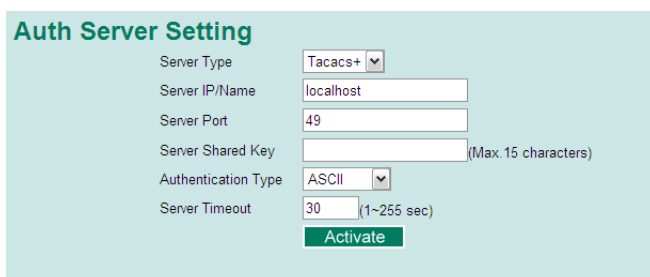 Auth Server Setting
Server Type Tacacs+
Server IP/Name localhost
Server Port 49
Server Shared Key (Max.15 characters)
Authentication Type ASCII
Server Timeout 30 (1~255 sec)
Activate